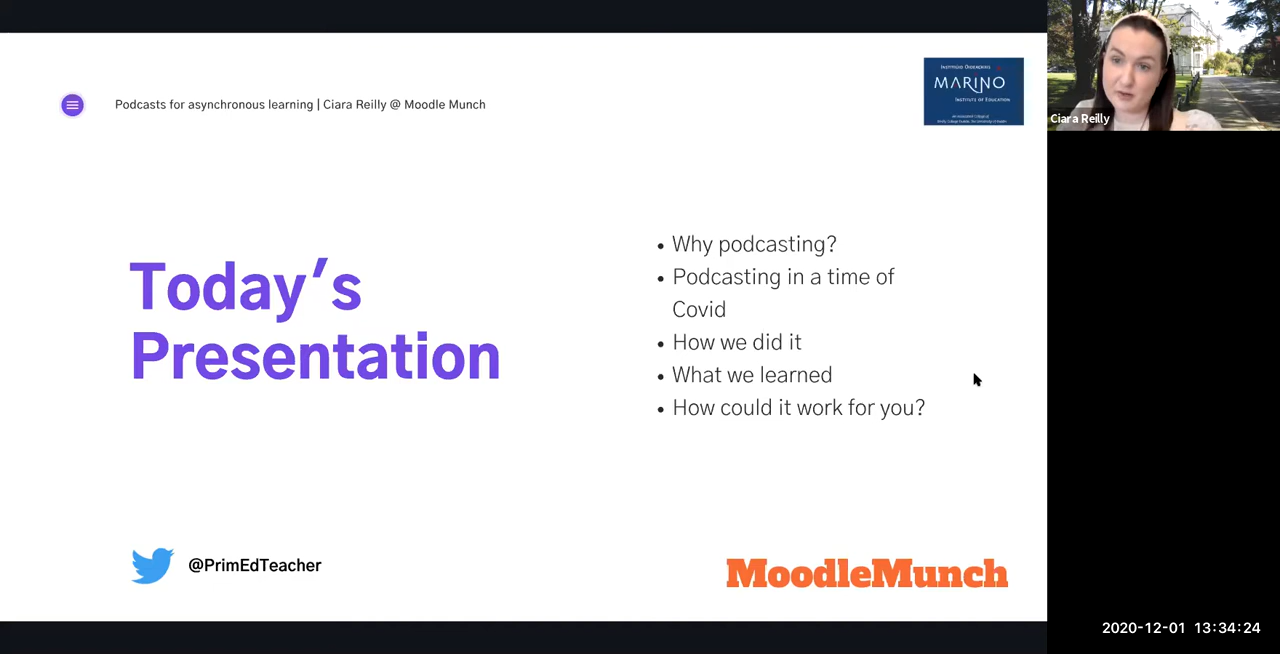 Podcasts for asynchronous learning | Ciara Reilly @ Moodle Munch
MARINO
INSTITUTE OF EDUCATION
Ciara Reilly
Today's
Presentation
• Why podcasting?
• Podcasting in a time of
Covid
• How we did it
• What we learned
• How could it work for you?
@PrimEdTeacher
MoodleMunch
2020-12-01 13:34:24